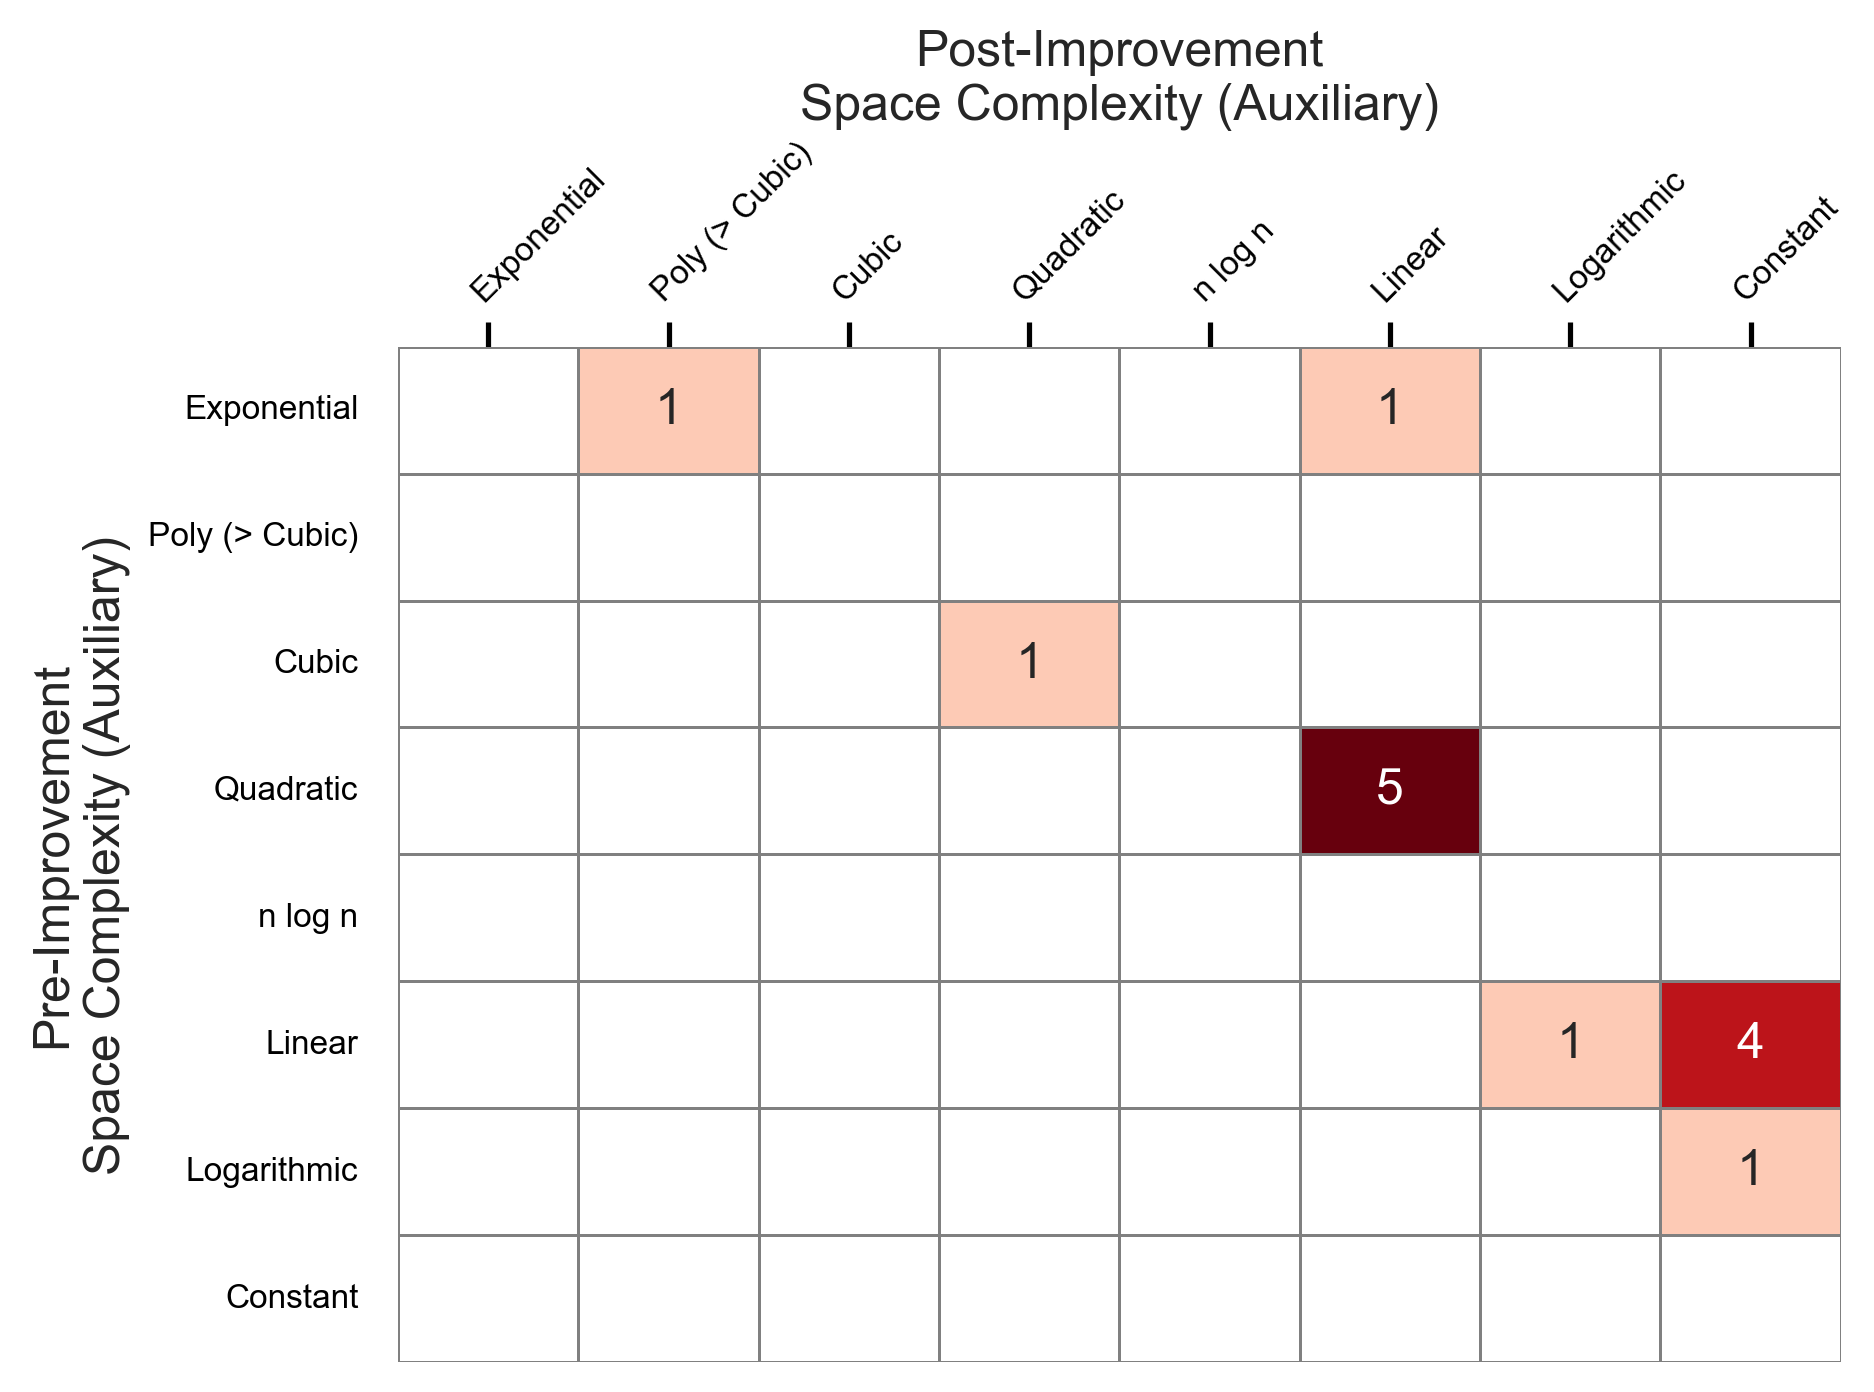 Post-Improvement
Space Complexity (Auxiliary)
Exponential
Poly (> Cubic)
Cubic
Quadratic
n log n
Linear
Logarithmic
Constant
Pre-Improvement
Space Complexity (Auxiliary)
Exponential 1 1
Poly (> Cubic)
Cubic 1
Quadratic 5
n log n
Linear 1 4
Logarithmic 1
Constant